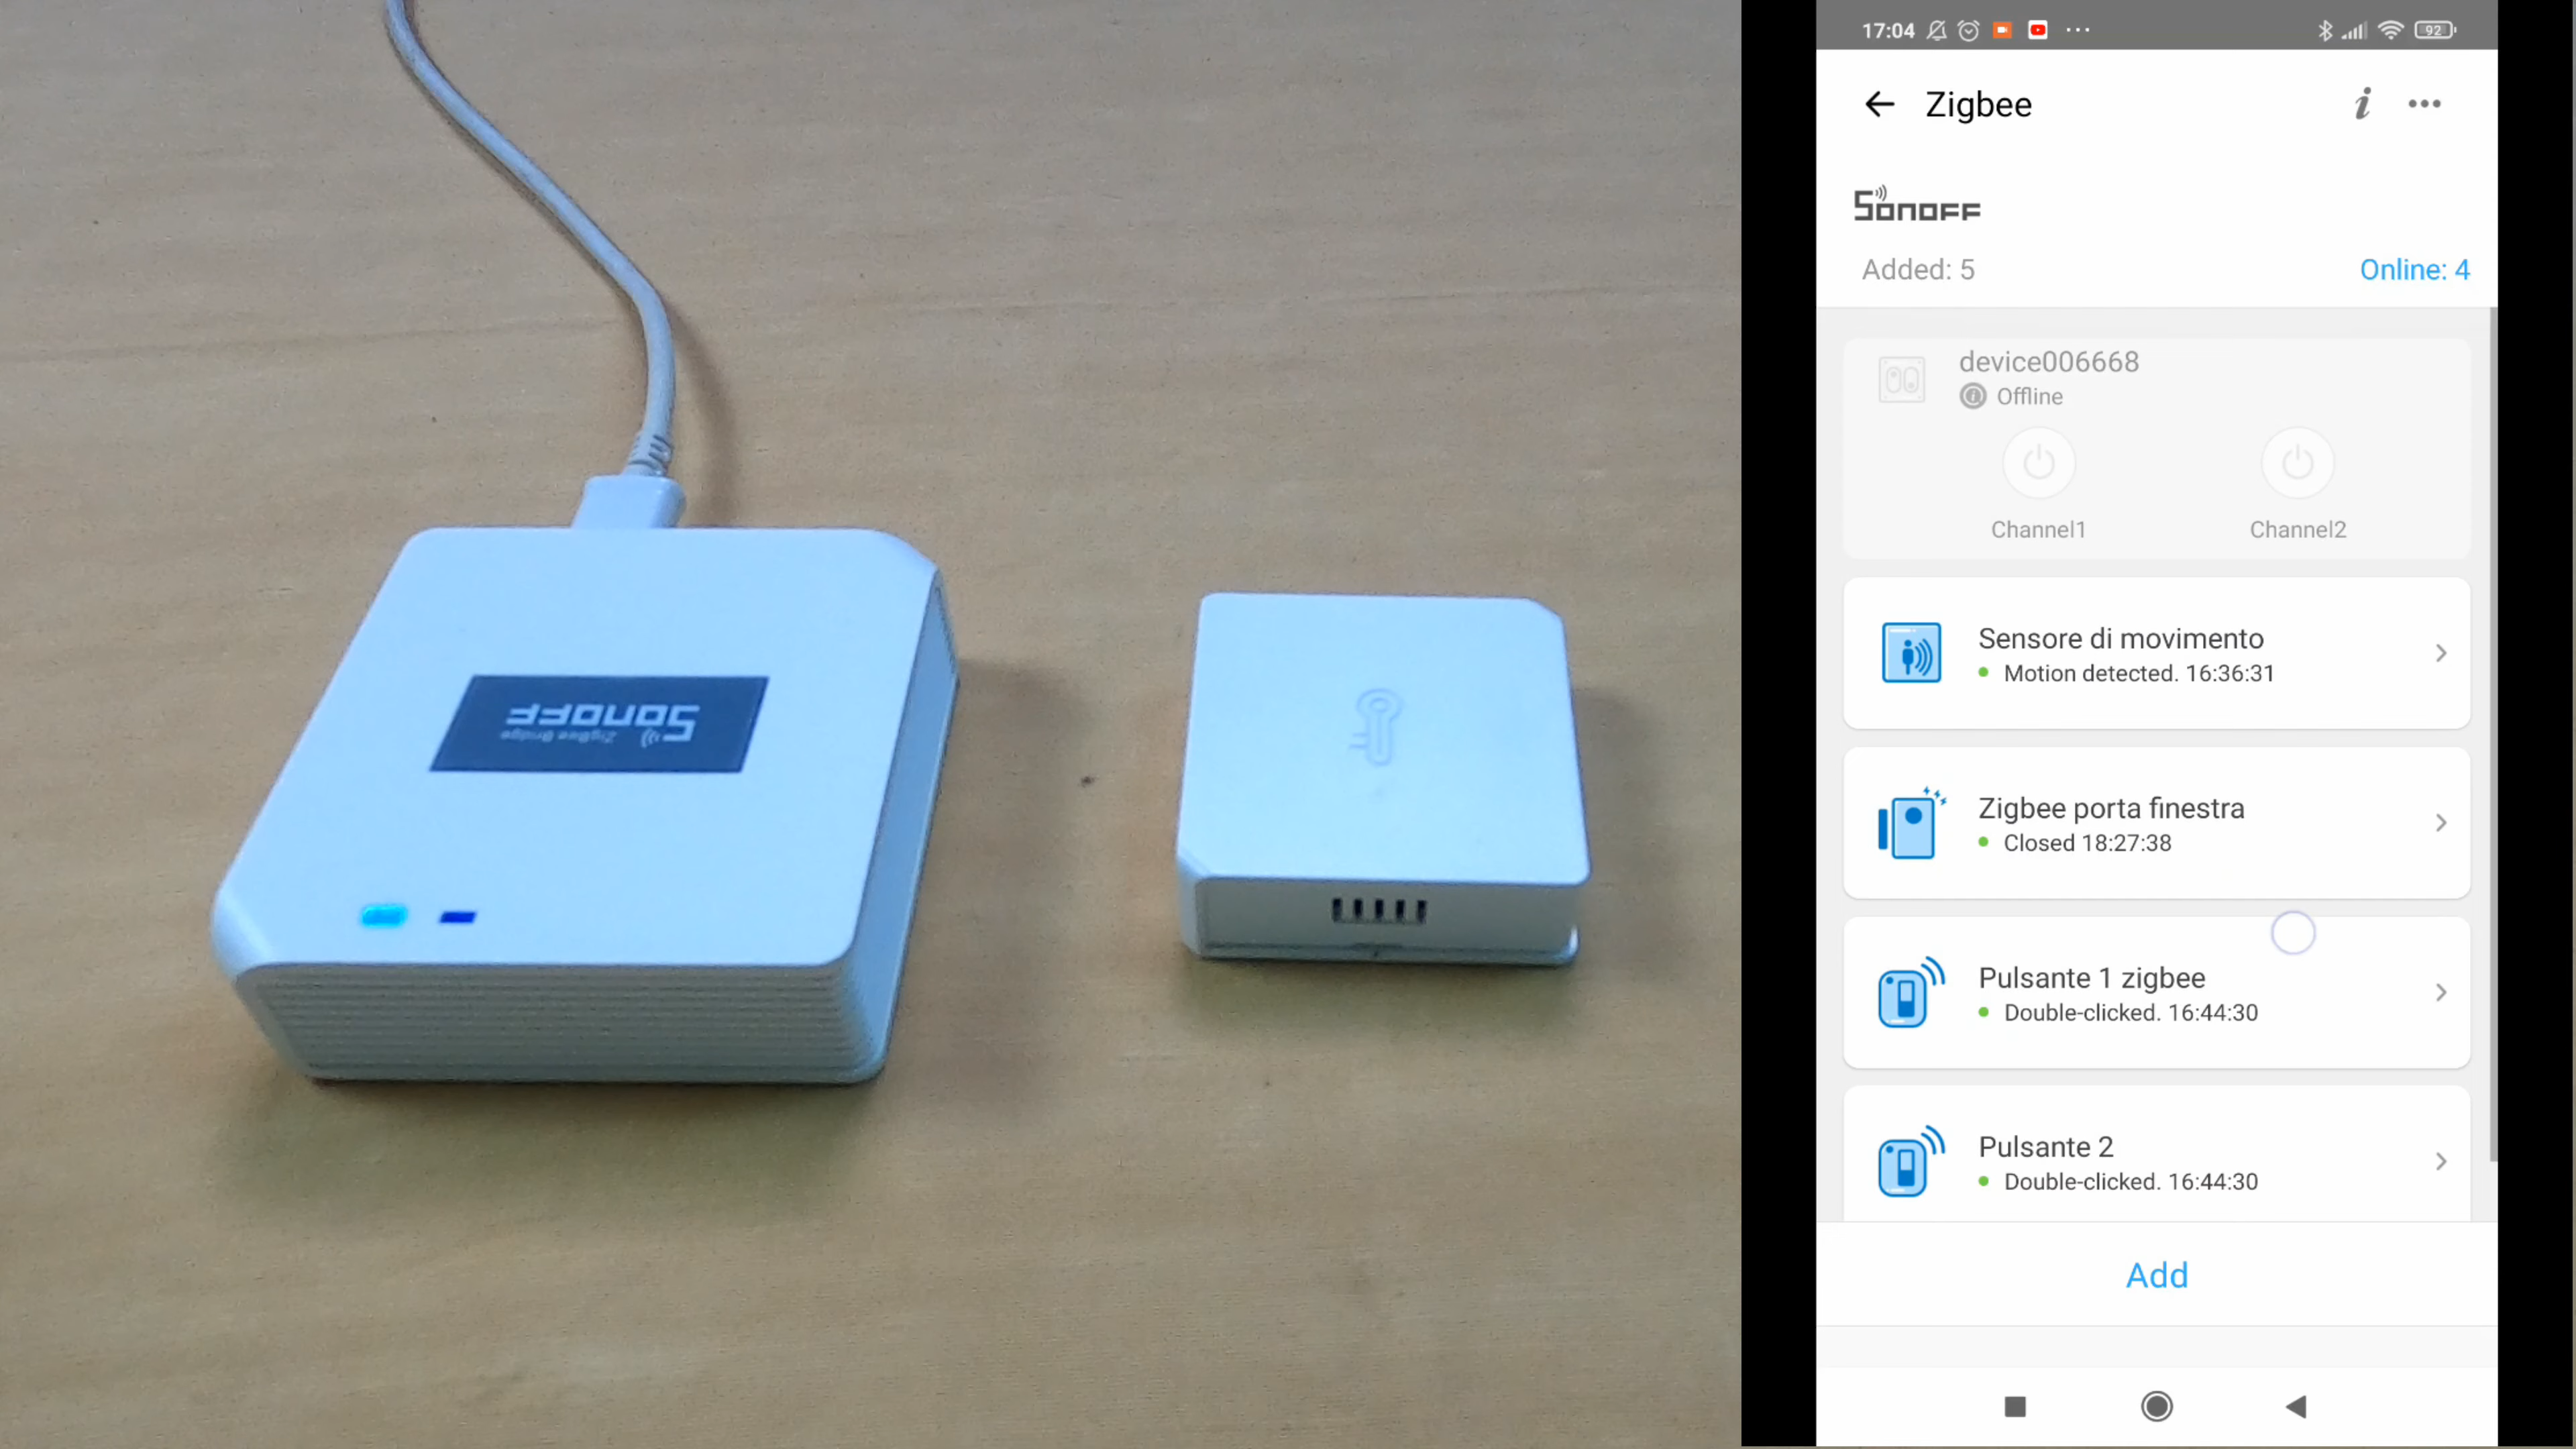 SONOFF
ZigBee Bridge
17:04
92
Zigbee
SONOFF
Added: 5
Online: 4
device006668
Offline
Channel1
Channel2
Sensore di movimento
Motion detected. 16:36:31
Zigbee porta finestra
Closed 18:27:38
Pulsante 1 zigbee
Double-clicked. 16:44:30
Pulsante 2
Double-clicked. 16:44:30
Add